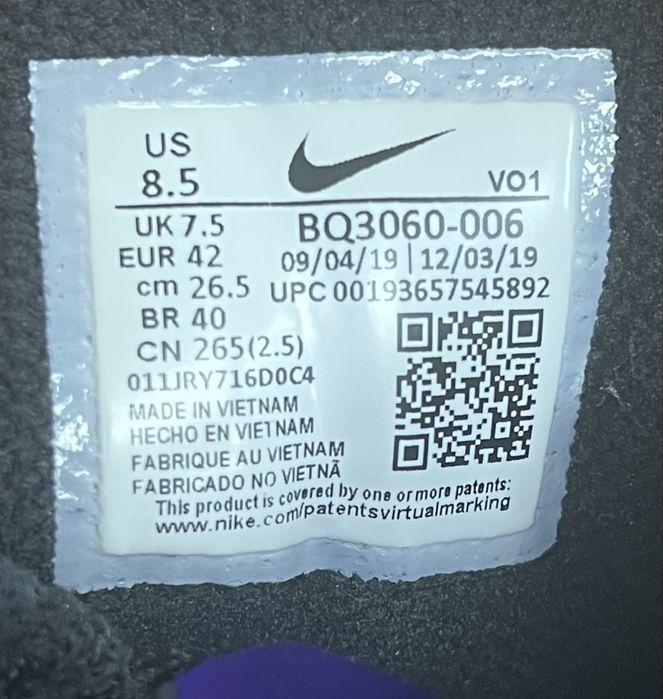 US
8.5
VO1
UK 7.5
BQ3060-006
EUR 42
09/04/19 | 12/03/19
cm 26.5
UPC 00193657545892
BR 40
CN 265(2.5)
011JRY716D0C4
MADE IN VIETNAM
HECHO EN VIETNAM
FABRIQUE AU VIETNAM
FABRICADO NO VIETNÃ
This product is covered by one or more patents:
www.nike.com/patentsvirtualmarking